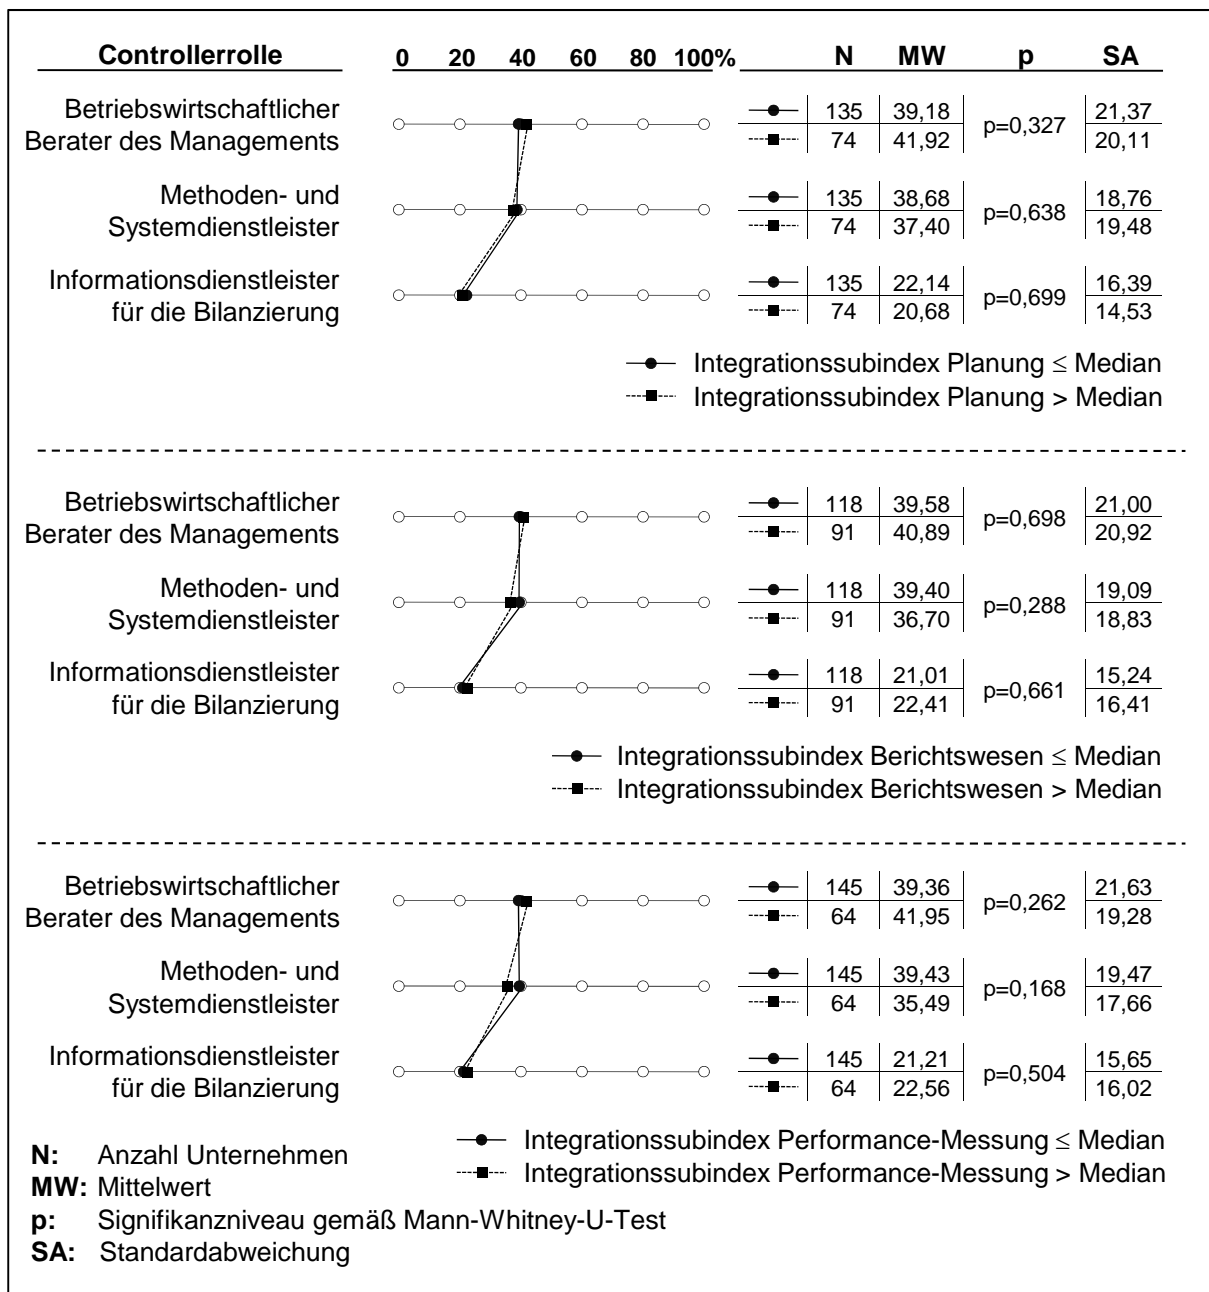 Controllerrolle 0 20 40 60 80 100% N MW p SA
Betriebswirtschaftlicher 135 39,18 21,37
p=0,327
Berater des Managements 74 41,92 20,11
Methoden- und 135 38,68 18,76
p=0,638
Systemdienstleister 74 37,40 19,48
Informationsdienstleister 135 22,14 16,39
p=0,699
für die Bilanzierung 74 20,68 14,53
Integrationssubindex Planung ≤ Median
Integrationssubindex Planung > Median
Betriebswirtschaftlicher 118 39,58 21,00
p=0,698
Berater des Managements 91 40,89 20,92
Methoden- und 118 39,40 19,09
p=0,288
Systemdienstleister 91 36,70 18,83
Informationsdienstleister 118 21,01 15,24
p=0,661
für die Bilanzierung 91 22,41 16,41
Integrationssubindex Berichtswesen ≤ Median
Integrationssubindex Berichtswesen > Median
Betriebswirtschaftlicher 145 39,36 21,63
p=0,262
Berater des Managements 64 41,95 19,28
Methoden- und 145 39,43 19,47
p=0,168
Systemdienstleister 64 35,49 17,66
Informationsdienstleister 145 21,21 15,65
p=0,504
für die Bilanzierung 64 22,56 16,02
Integrationssubindex Performance-Messung ≤ Median
Integrationssubindex Performance-Messung > Median
N: Anzahl Unternehmen
MW: Mittelwert
p: Signifikanzniveau gemäß Mann-Whitney-U-Test
SA: Standardabweichung